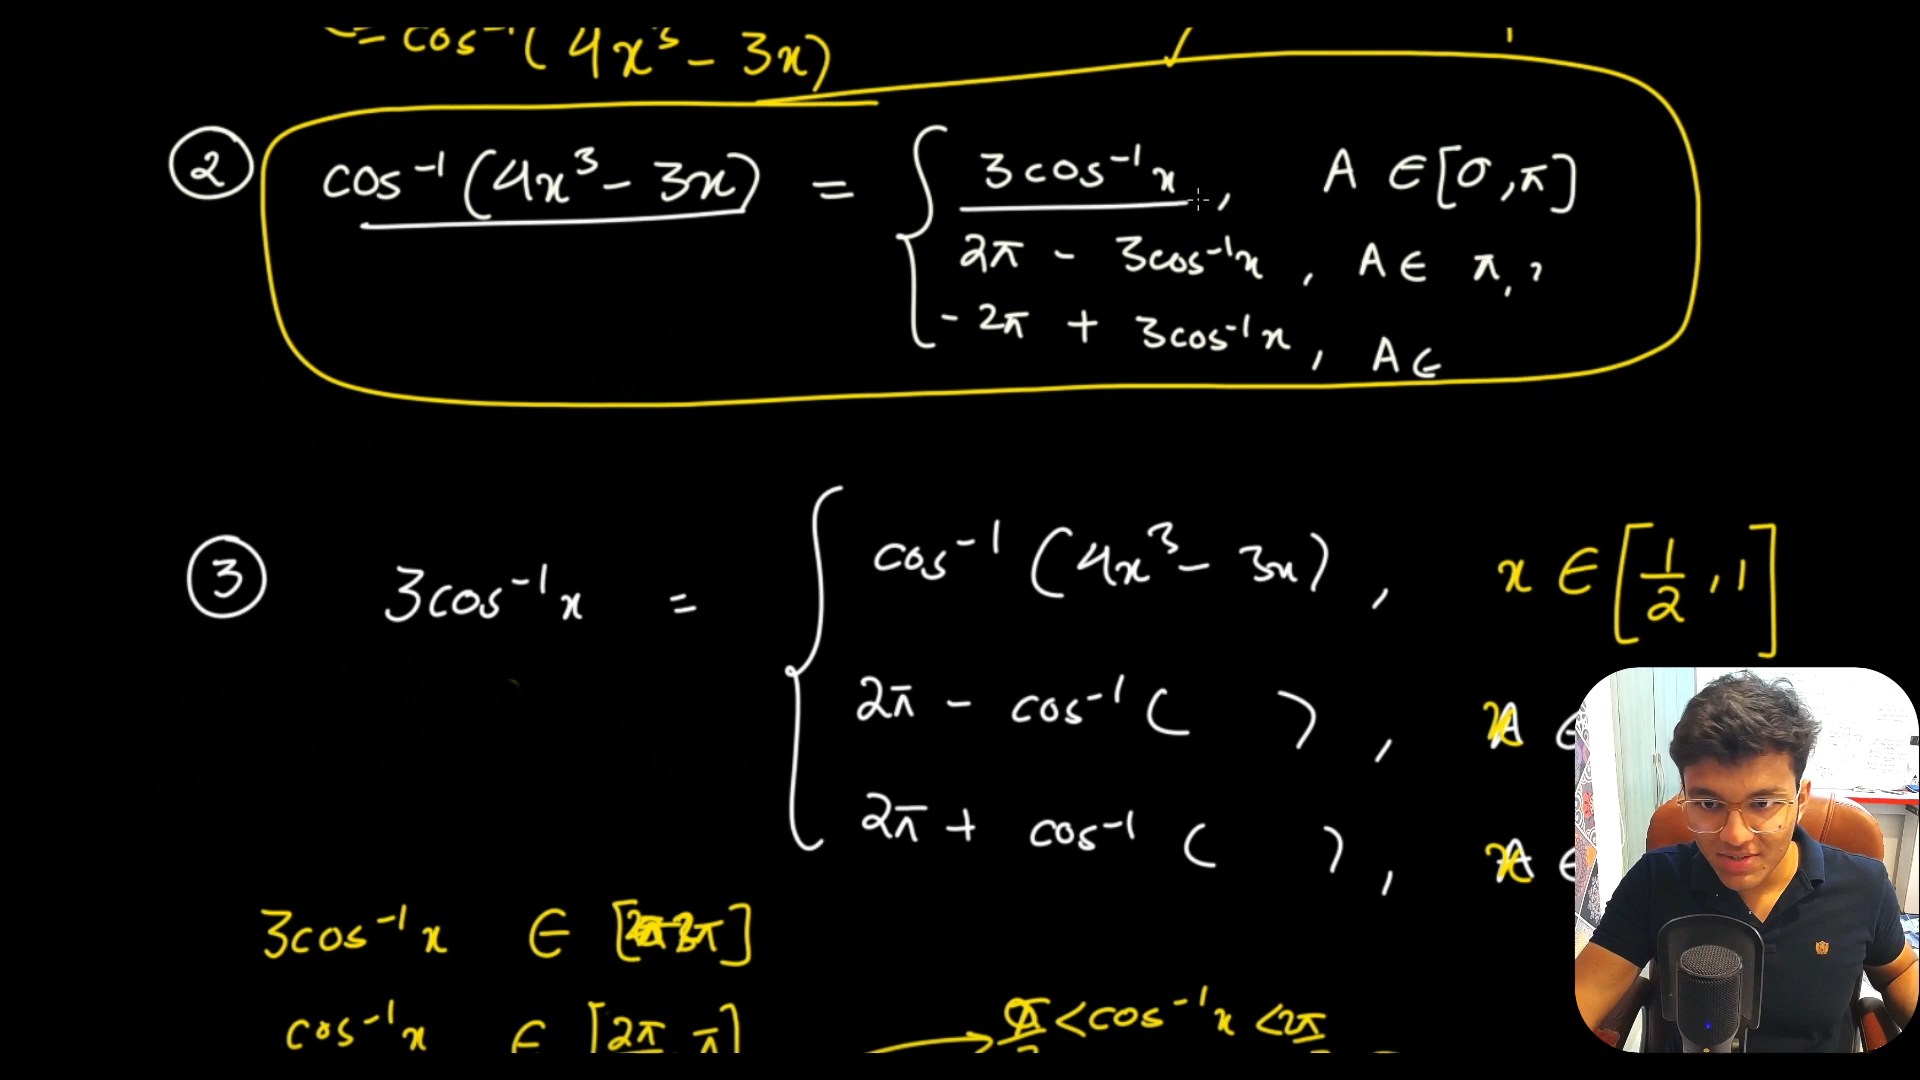 = cos⁻¹(4x³ - 3x)
② cos⁻¹(4x³ - 3x) = { 3cos⁻¹x, A ∈ [0, π]
2π - 3cos⁻¹x, A ∈ π,
-2π + 3cos⁻¹x, A ∈
③ 3cos⁻¹x = { cos⁻¹(4x³ - 3x), x ∈ [1/2, 1]
2π - cos⁻¹( ), x ∈
2π + cos⁻¹( ), x ∈
3cos⁻¹x ∈ [ 3π]
cos⁻¹x ∈ [2π π]
π < cos⁻¹x < 2π